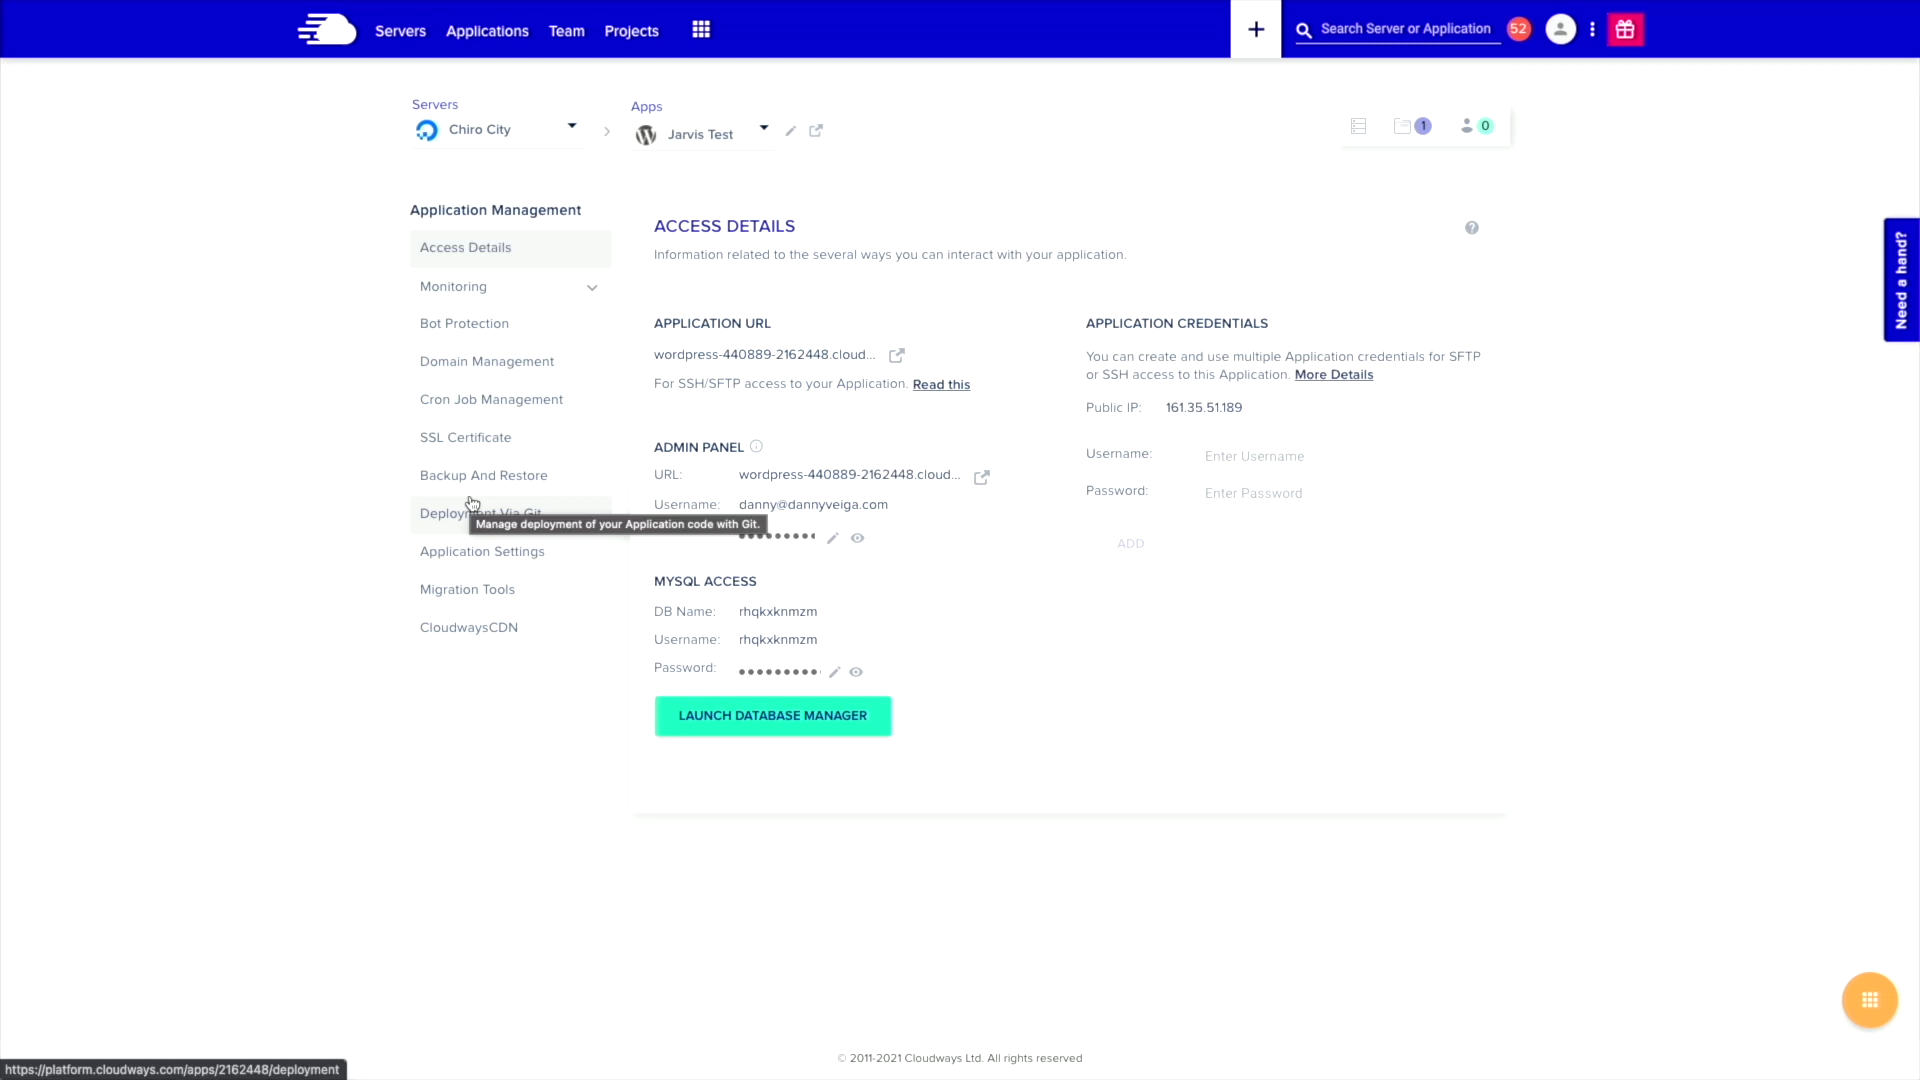 Servers Applications Team Projects
Search Server or Application 52
Servers
Chiro City
Apps
Jarvis Test
1
0
Application Management
Access Details
Monitoring
Bot Protection
Domain Management
Cron Job Management
SSL Certificate
Backup And Restore
Deployment Via Git
Manage deployment of your Application code with Git.
Application Settings
Migration Tools
CloudwaysCDN
ACCESS DETAILS
Information related to the several ways you can interact with your application.
APPLICATION URL
wordpress-440889-2162448.cloud...
For SSH/SFTP access to your Application. Read this
ADMIN PANEL
URL: wordpress-440889-2162448.cloud...
Username: danny@dannyveiga.com
MYSQL ACCESS
DB Name: rhqkxknmzm
Username: rhqkxknmzm
Password:
LAUNCH DATABASE MANAGER
APPLICATION CREDENTIALS
You can create and use multiple Application credentials for SFTP
or SSH access to this Application. More Details
Public IP: 161.35.51.189
Username: Enter Username
Password: Enter Password
ADD
Need a hand?
© 2011-2021 Cloudways Ltd. All rights reserved
https://platform.cloudways.com/apps/2162448/deployment